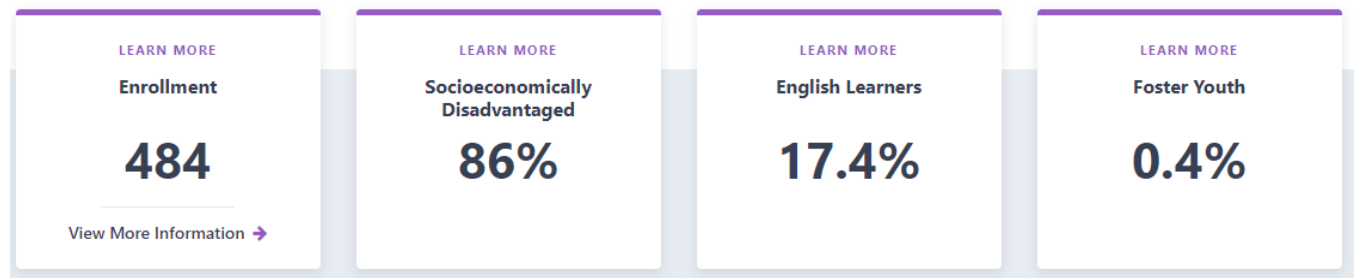 LEARN MORE
Enrollment
484
View More Information
LEARN MORE
Socioeconomically
Disadvantaged
86%
LEARN MORE
English Learners
17.4%
LEARN MORE
Foster Youth
0.4%